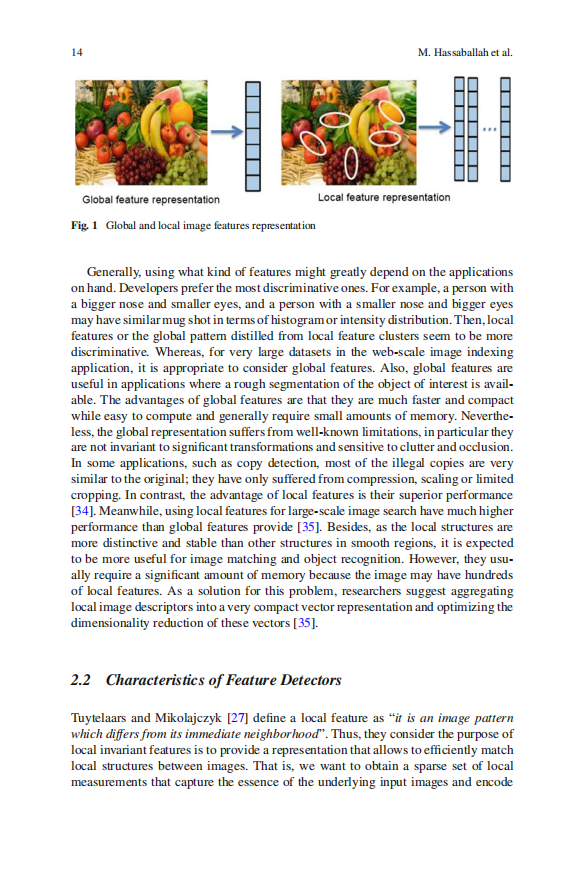 14
M. Hassaballah et al.
Global feature representation
Local feature representation
Fig. 1 Global and local image features representation
Generally, using what kind of features might greatly depend on the applications
on hand. Developers prefer the most discriminative ones. For example, a person with
a bigger nose and smaller eyes, and a person with a smaller nose and bigger eyes
may have similar mug shot in terms of histogram or intensity distribution. Then, local
features or the global pattern distilled from local feature clusters seem to be more
discriminative. Whereas, for very large datasets in the web-scale image indexing
application, it is appropriate to consider global features. Also, global features are
useful in applications where a rough segmentation of the object of interest is avail-
able. The advantages of global features are that they are much faster and compact
while easy to compute and generally require small amounts of memory. Neverthe-
less, the global representation suffers from well-known limitations, in particular they
are not invariant to significant transformations and sensitive to clutter and occlusion.
In some applications, such as copy detection, most of the illegal copies are very
similar to the original; they have only suffered from compression, scaling or limited
cropping. In contrast, the advantage of local features is their superior performance
[34]. Meanwhile, using local features for large-scale image search have much higher
performance than global features provide [35]. Besides, as the local structures are
more distinctive and stable than other structures in smooth regions, it is expected
to be more useful for image matching and object recognition. However, they usu-
ally require a significant amount of memory because the image may have hundreds
of local features. As a solution for this problem, researchers suggest aggregating
local image descriptors into a very compact vector representation and optimizing the
dimensionality reduction of these vectors [35].
2.2 Characteristics of Feature Detectors
Tuytelaars and Mikolajczyk [27] define a local feature as “it is an image pattern
which differs from its immediate neighborhood”. Thus, they consider the purpose of
local invariant features is to provide a representation that allows to efficiently match
local structures between images. That is, we want to obtain a sparse set of local
measurements that capture the essence of the underlying input images and encode